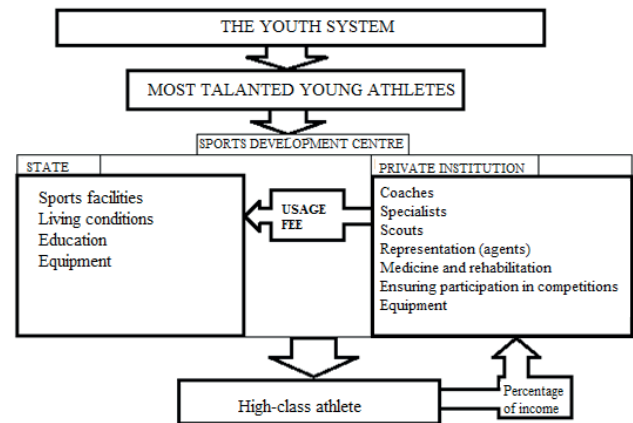 THE YOUTH SYSTEM
MOST TALANTED YOUNG ATHLETES
SPORTS DEVELOPMENT CENTRE
STATE
Sports facilities
Living conditions
Education
Equipment
USAGE
FEE
PRIVATE INSTITUTION
Coaches
Specialists
Scouts
Representation (agents)
Medicine and rehabilitation
Ensuring participation in competitions
Equipment
High-class athlete
Percentage
of income